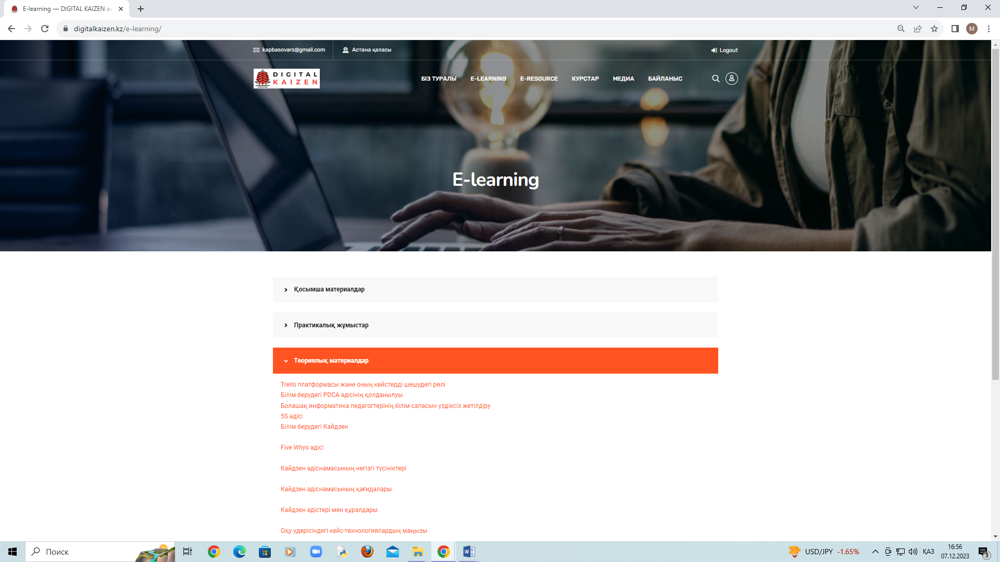 E-learning — DIGITAL KAIZEN
digitalkaizen.kz/e-learning/
M
kapbasovars@gmail.com
Астана қаласы
Logout
DIGITAL
KAIZEN
БІЗ ТУРАЛЫ
E-LEARNING
E-RESOURCE
КУРСТАР
МЕДИА
БАЙЛАНЫС
E-learning
Қосымша материалдар
Практикалық жұмыстар
Теориялық материалдар
Trello платформасы және оның кейстерді шешудегі рөлі
Білім берудегі PDCA әдісінің қолданылуы
Болашақ информатика педагогтерінің білім сапасын үздіксіз жетілдіру
5S әдісі
Білім берудегі Кайдзен
Five Whys әдісі
Кайдзен әдіснамасының негізгі түсініктері
Кайдзен әдіснамасының қағидалары
Кайдзен әдістері мен құралдары
Оқу үдерісіндегі кейс-технологиялардың маңызы
Поиск
USD/JPY -1.65%
ҚАЗ
16:56
07.12.2023
3